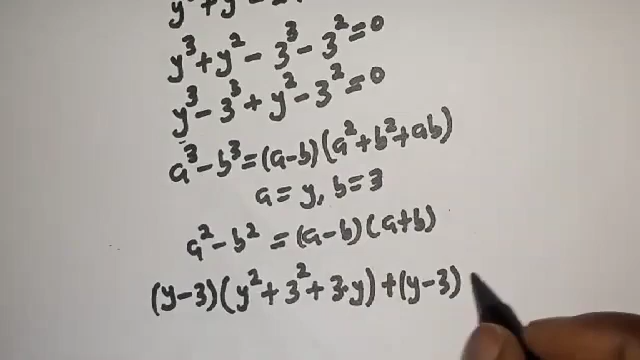 y³+y²-3³-3²=0
y³-3³+y²-3²=0
a³-b³=(a-b)(a²+b²+ab)
a=y, b=3
a²-b²=(a-b)(a+b)
(y-3)(y²+3²+3·y)+(y-3)